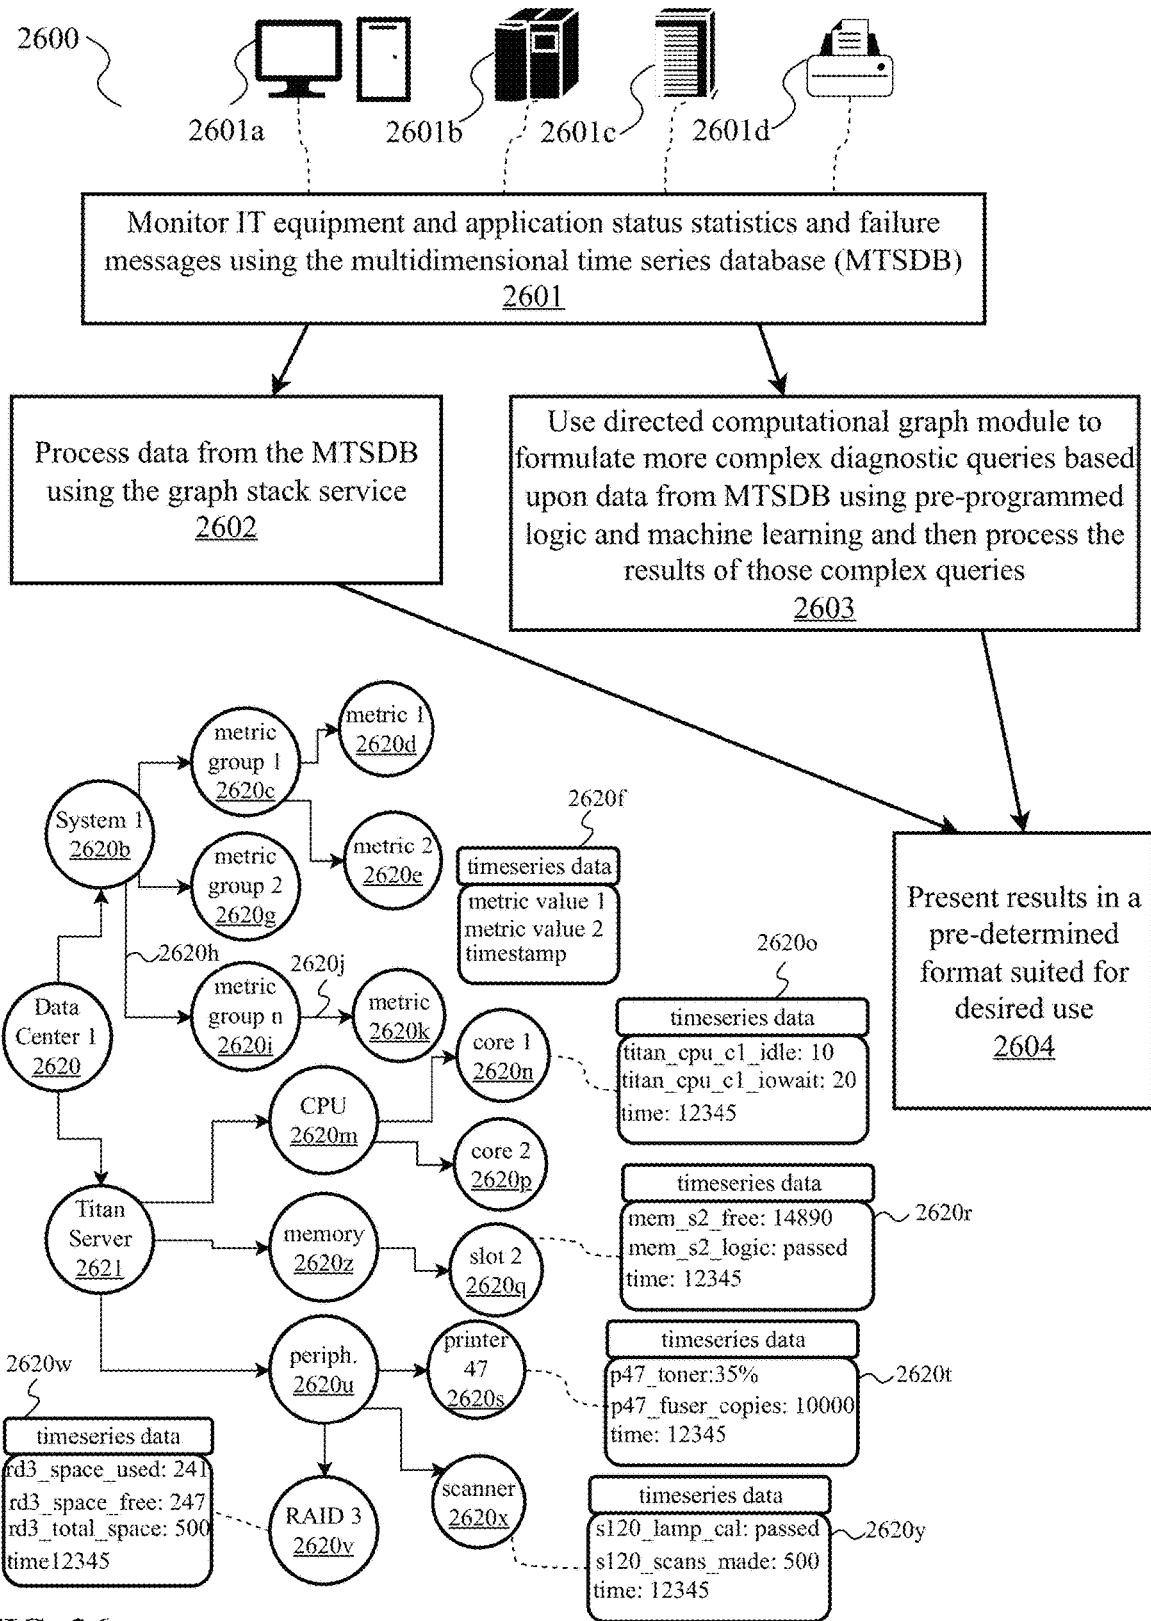 2600
2601a
2601b
2601c
2601d
Monitor IT equipment and application status statistics and failure
messages using the multidimensional time series database (MTSDB)
2601
Process data from the MTSDB
using the graph stack service
2602
Use directed computational graph module to
formulate more complex diagnostic queries based
upon data from MTSDB using pre-programmed
logic and machine learning and then process the
results of those complex queries
2603
Present results in a
pre-determined
format suited for
desired use
2604
Data
Center 1
2620
System 1
2620b
metric
group 1
2620c
metric 1
2620d
metric 2
2620e
2620f
timeseries data
metric value 1
metric value 2
timestamp
metric
group 2
2620g
2620h
metric
group n
2620i
2620j
metric
2620k
Titan
Server
2621
CPU
2620m
core 1
2620n
2620o
timeseries data
titan_cpu_c1_idle: 10
titan_cpu_c1_iowait: 20
time: 12345
core 2
2620p
memory
2620z
slot 2
2620q
timeseries data
mem_s2_free: 14890
mem_s2_logic: passed
time: 12345
2620r
periph.
2620u
printer
47
2620s
timeseries data
p47_toner:35%
p47_fuser_copies: 10000
time: 12345
2620t
2620w
timeseries data
rd3_space_used: 241
rd3_space_free: 247
rd3_total_space: 500
time12345
RAID 3
2620v
scanner
2620x
timeseries data
s120_lamp_cal: passed
s120_scans_made: 500
time: 12345
2620y